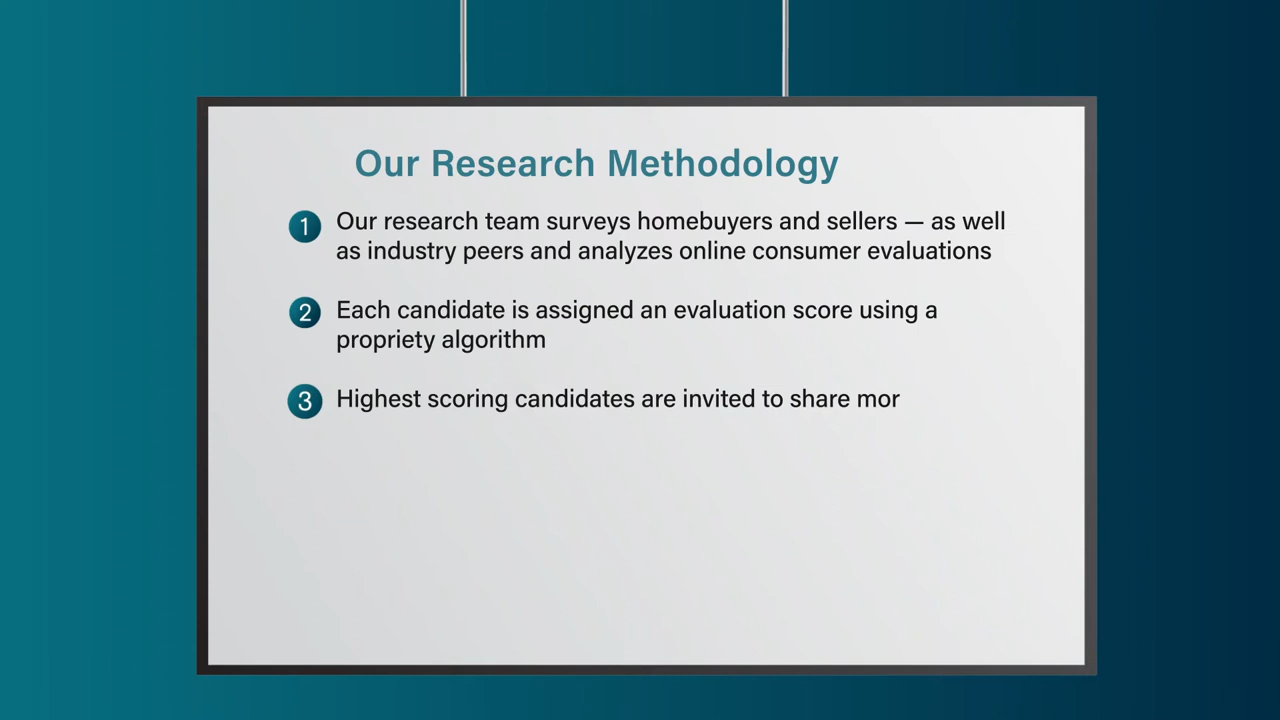 Our Research Methodology
1 Our research team surveys homebuyers and sellers — as well
as industry peers and analyzes online consumer evaluations
2 Each candidate is assigned an evaluation score using a
propriety algorithm
3 Highest scoring candidates are invited to share mor